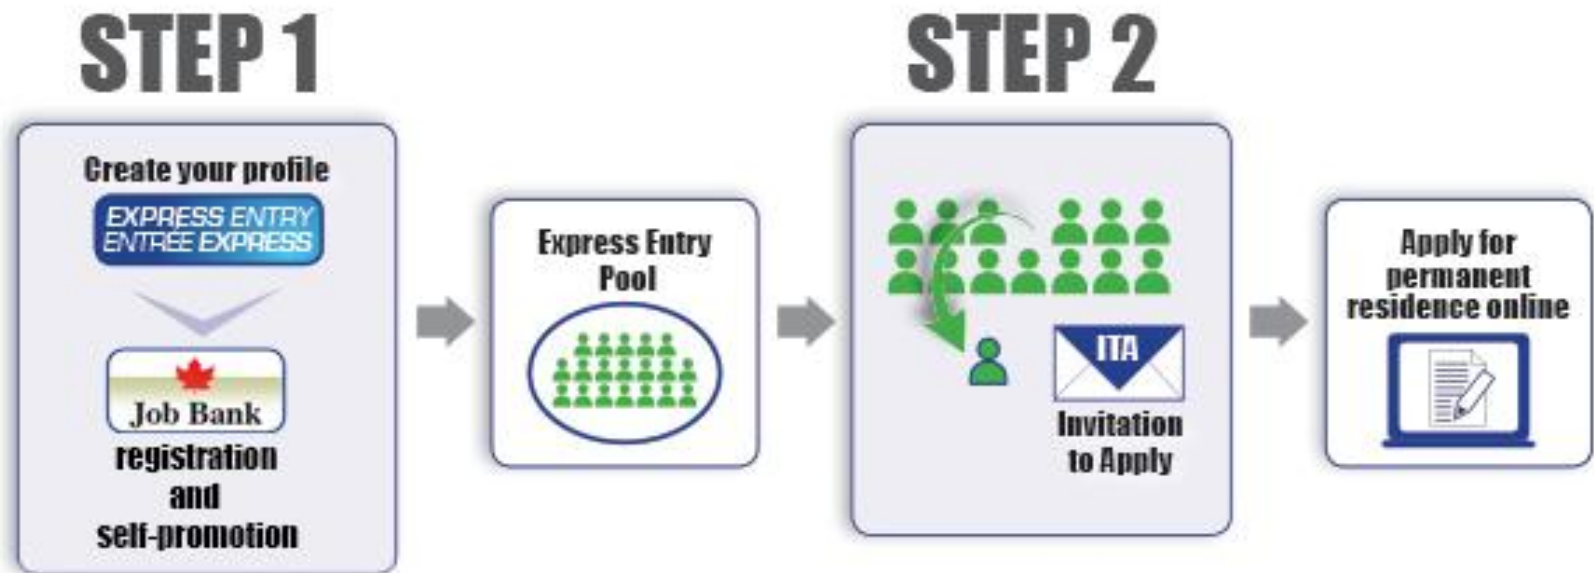 STEP 1
Create your profile
EXPRESS ENTRY
ENTRÉE EXPRESS
Job Bank
registration
and
self-promotion
Express Entry
Pool
STEP 2
ITA
Invitation
to Apply
Apply for
permanent
residence online